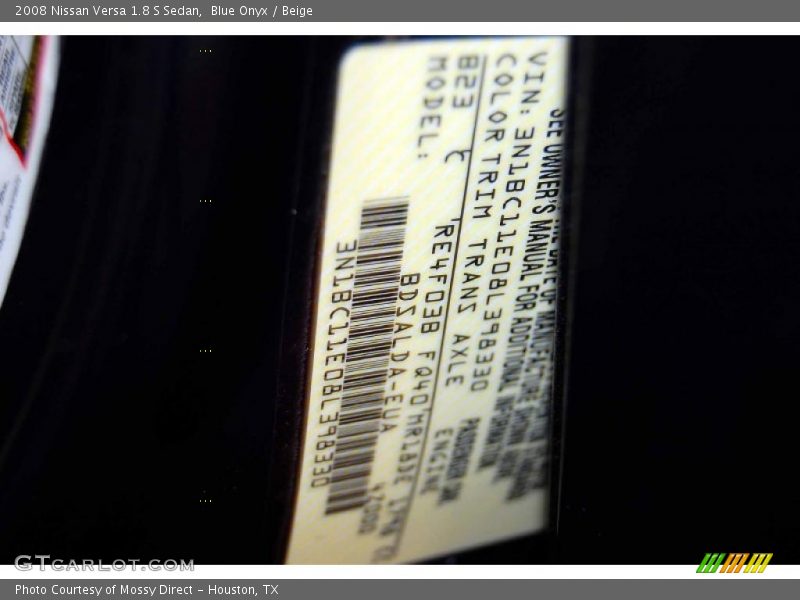 2008 Nissan Versa 1.8 S Sedan,  Blue Onyx / Beige
SEE OWNER'S MANUAL FOR ADDITIONAL
VIN: 3N1BC11E08L398330
COLOR TRIM TRANS AXLE ENGINE
B23 C RE4F03B FQ40 MR18DE
MODEL: BDSALDA-EUA
3N1BC11E08L398330
GTCARLOT.COM
Photo Courtesy of Mossy Direct – Houston, TX